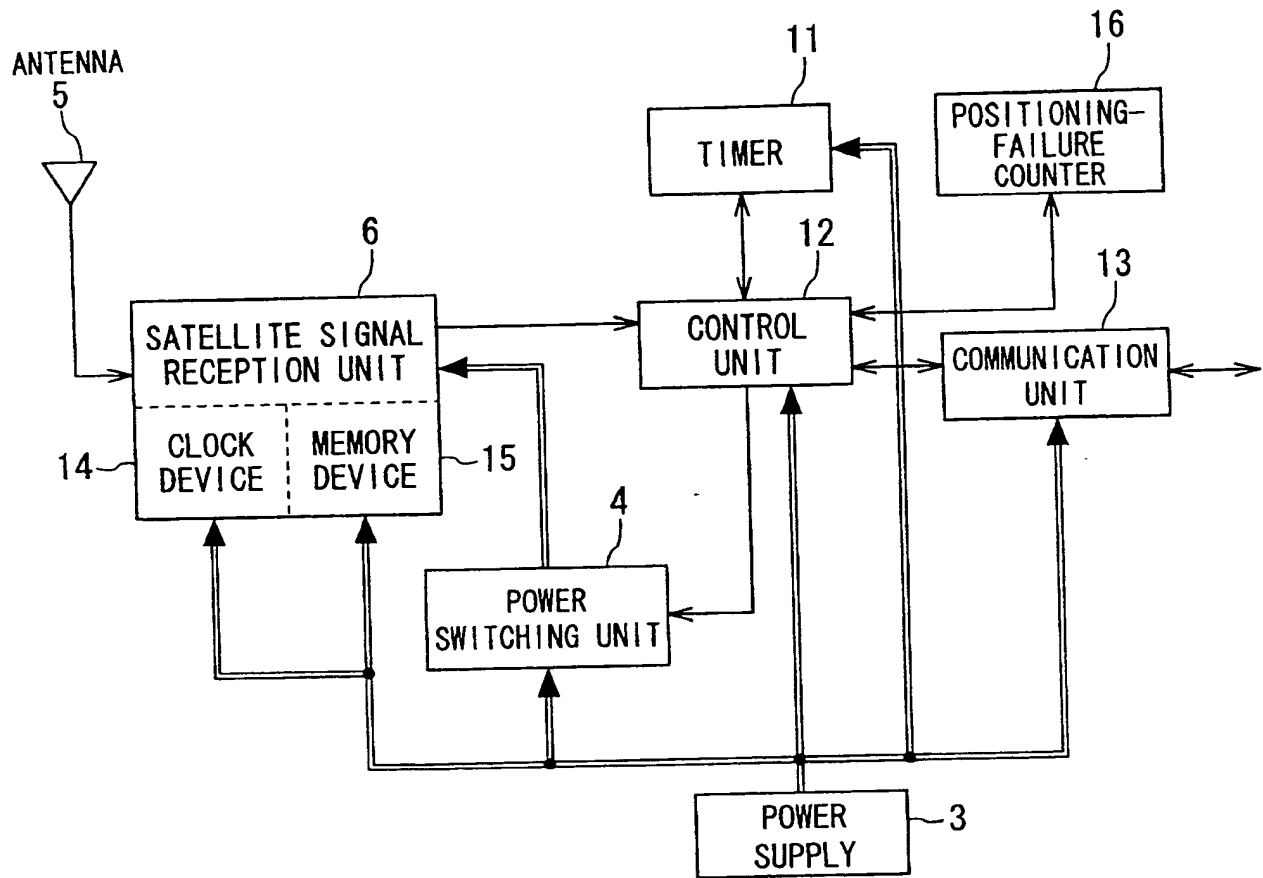 ANTENNA
5
11
TIMER
16
POSITIONING-
FAILURE
COUNTER
6
SATELLITE SIGNAL
RECEPTION UNIT
12
CONTROL
UNIT
13
COMMUNICATION
UNIT
14
CLOCK
DEVICE
MEMORY
DEVICE
15
4
POWER
SWITCHING UNIT
POWER
SUPPLY
3